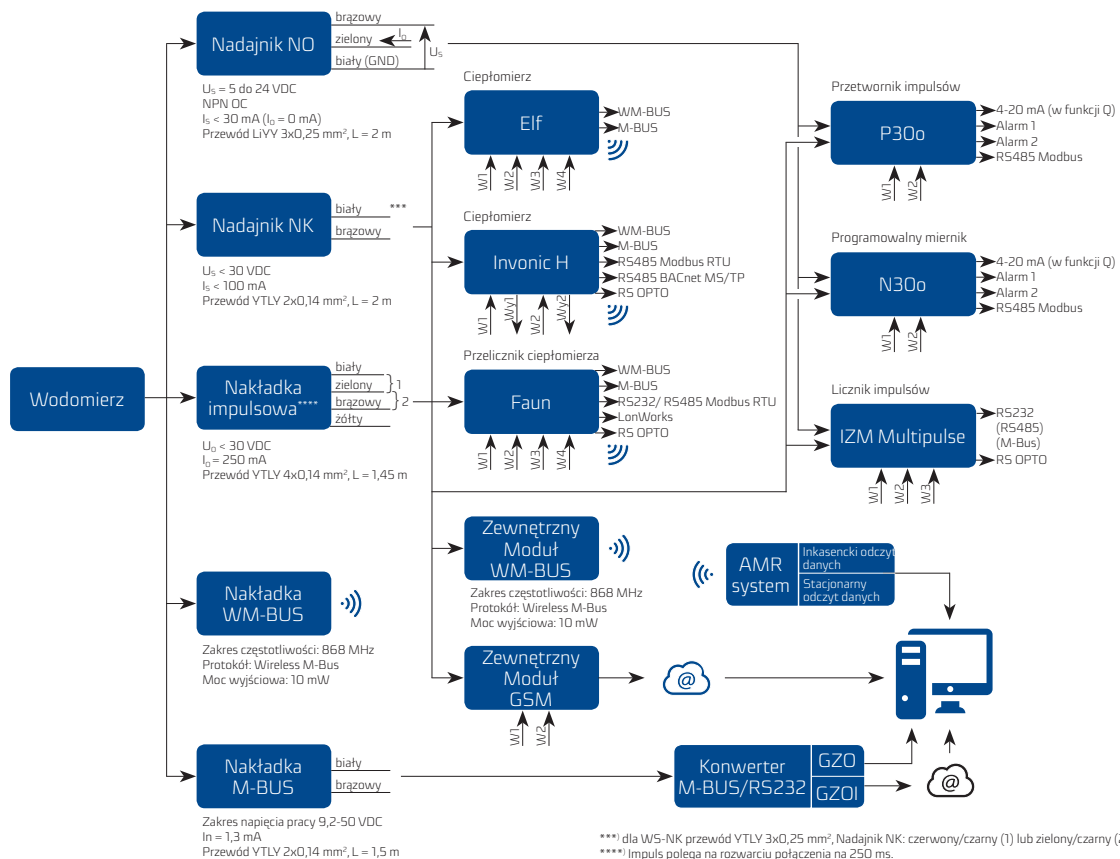 Wodomierz
Nadajnik NO
brązowy
zielony
I₀
biały (GND)
Uₛ
Uₛ = 5 do 24 VDC
NPN OC
Iₛ < 30 mA (I₀ = 0 mA)
Przewód LiYY 3x0,25 mm², L = 2 m
Nadajnik NK
biały
***
brązowy
Uₛ < 30 VDC
Iₛ < 100 mA
Przewód YTLY 2x0,14 mm², L = 2 m
Nakładka
impulsowa****
biały
zielony
1
brązowy
2
żółty
U₀ < 30 VDC
I₀ = 250 mA
Przewód YTLY 4x0,14 mm², L = 1,45 m
Nakładka
WM-BUS
Zakres częstotliwości: 868 MHz
Protokół: Wireless M-Bus
Moc wyjściowa: 10 mW
Nakładka
M-BUS
biały
brązowy
Zakres napięcia pracy 9,2-50 VDC
In = 1,3 mA
Przewód YTLY 2x0,14 mm², L = 1,5 m
Ciepłomierz
Elf
WM-BUS
M-BUS
W1 W2 W3 W4
Ciepłomierz
Invonic H
WM-BUS
M-BUS
RS485 Modbus RTU
RS485 BACnet MS/TP
RS OPTO
W1 Wy1 W2 Wy2
Przelicznik ciepłomierza
Faun
WM-BUS
M-BUS
RS232/ RS485 Modbus RTU
LonWorks
RS OPTO
W1 W2 W3 W4
Zewnętrzny
Moduł
WM-BUS
Zakres częstotliwości: 868 MHz
Protokół: Wireless M-Bus
Moc wyjściowa: 10 mW
Zewnętrzny
Moduł
GSM
W1 W2
@
Przetwornik impulsów
P30o
4-20 mA (w funkcji Q)
Alarm 1
Alarm 2
RS485 Modbus
W1 W2
Programowalny miernik
N30o
4-20 mA (w funkcji Q)
Alarm 1
Alarm 2
RS485 Modbus
W1 W2
Licznik impulsów
IZM Multipulse
RS232
(RS485)
(M-Bus)
RS OPTO
W1 W2 W3
AMR
system
Inkasencki odczyt
danych
Stacjonarny
odczyt danych
Konwerter
M-BUS/RS232
GZO
GZOI
@
***⁾ dla WS-NK przewód YTLY 3x0,25 mm², Nadajnik NK: czerwony/czarny (1) lub zielony/czarny
****⁾ Impuls polega na rozwarciu połączenia na 250 ms.